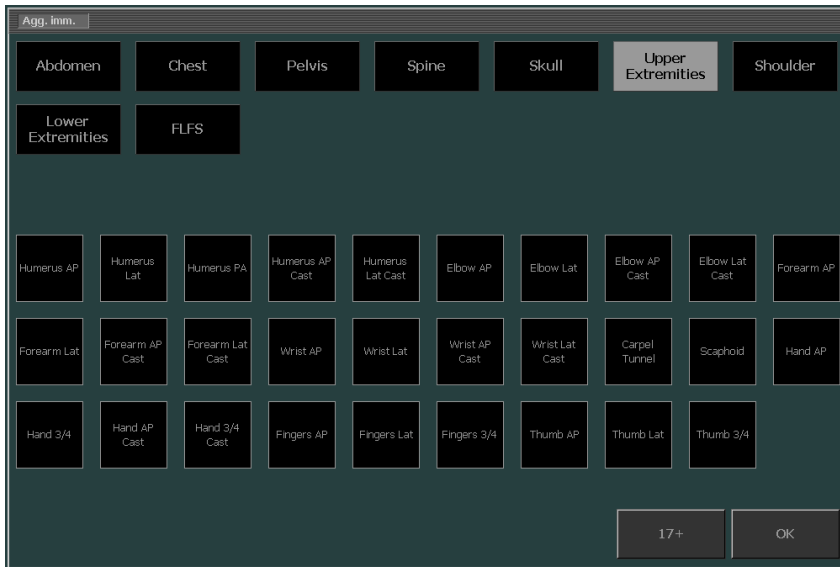 Agg. imm.
Abdomen
Chest
Pelvis
Spine
Skull
Upper
Extremities
Shoulder
Lower
Extremities
FLFS
Humerus AP
Humerus
Lat
Humerus PA
Humerus AP
Cast
Humerus
Lat Cast
Elbow AP
Elbow Lat
Elbow AP
Cast
Elbow Lat
Cast
Forearm AP
Forearm Lat
Forearm AP
Cast
Forearm Lat
Cast
Wrist AP
Wrist Lat
Wrist AP
Cast
Wrist Lat
Cast
Carpel
Tunnel
Scaphoid
Hand AP
Hand 3/4
Hand AP
Cast
Hand 3/4
Cast
Fingers AP
Fingers Lat
Fingers 3/4
Thumb AP
Thumb Lat
Thumb 3/4
17+
OK